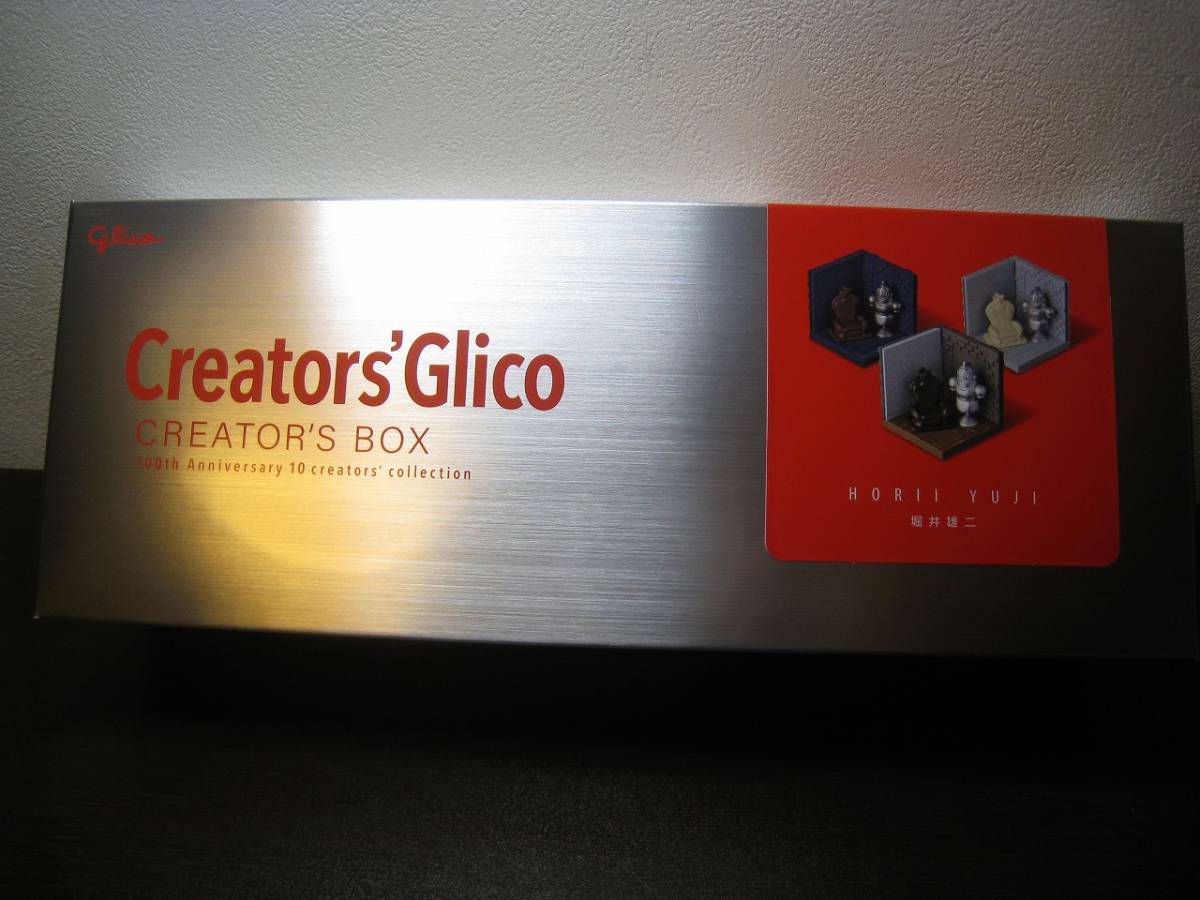 Glico
Creators'Glico
CREATOR'S BOX
100th Anniversary 10 creators' collection
HORII YUJI
堀井雄二